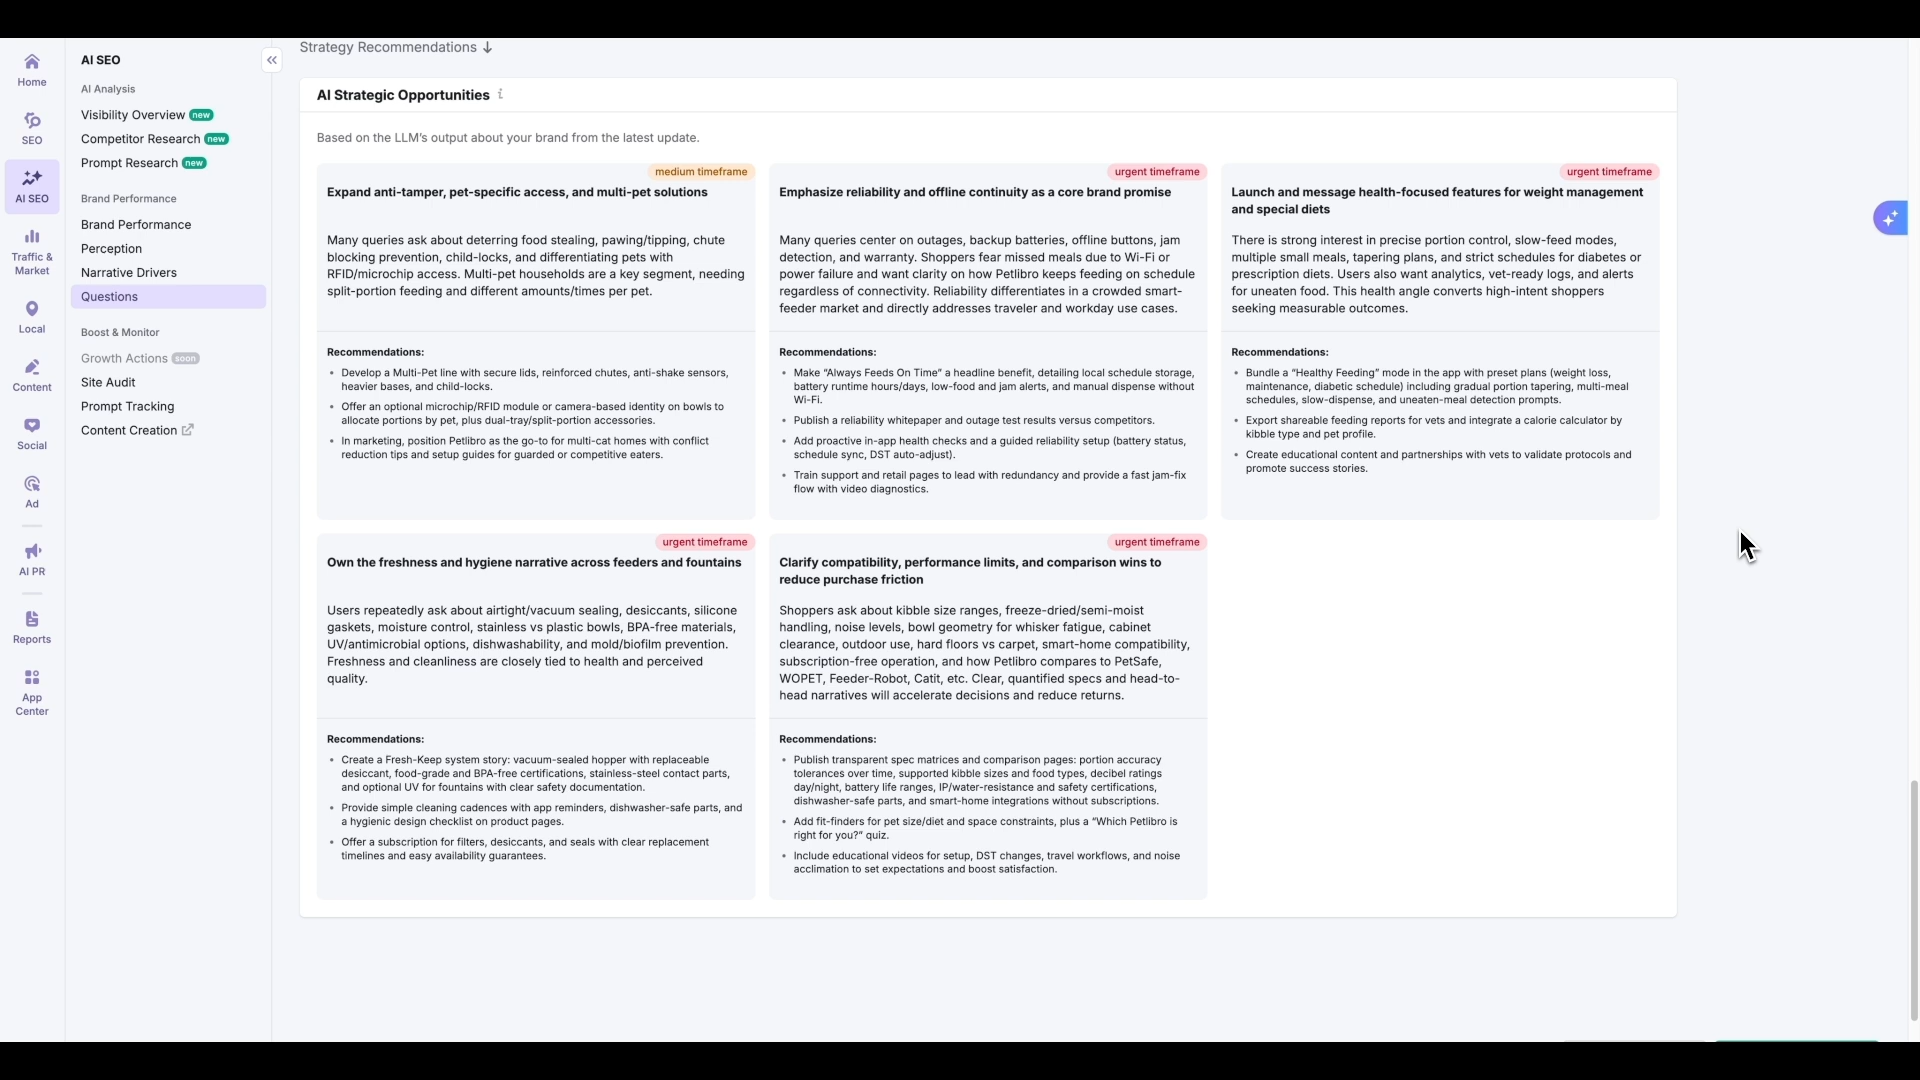 Home
SEO
AI SEO
Traffic &
Market
Local
Content
Social
Ad
AI PR
Reports
App
Center
AI SEO
AI Analysis
Visibility Overview new
Competitor Research new
Prompt Research new
Brand Performance
Brand Performance
Perception
Narrative Drivers
Questions
Boost & Monitor
Growth Actions soon
Site Audit
Prompt Tracking
Content Creation
Strategy Recommendations ↓
AI Strategic Opportunities i
Based on the LLM's output about your brand from the latest update.
medium timeframe
Expand anti-tamper, pet-specific access, and multi-pet solutions
Many queries ask about deterring food stealing, pawing/tipping, chute
blocking prevention, child-locks, and differentiating pets with
RFID/microchip access. Multi-pet households are a key segment, needing
split-portion feeding and different amounts/times per pet.
Recommendations:
• Develop a Multi-Pet line with secure lids, reinforced chutes, anti-shake sensors,
heavier bases, and child-locks.
• Offer an optional microchip/RFID module or camera-based identity on bowls to
allocate portions by pet, plus dual-tray/split-portion accessories.
• In marketing, position Petlibro as the go-to for multi-cat homes with conflict
reduction tips and setup guides for guarded or competitive eaters.
urgent timeframe
Emphasize reliability and offline continuity as a core brand promise
Many queries center on outages, backup batteries, offline buttons, jam
detection, and warranty. Shoppers fear missed meals due to Wi-Fi or
power failure and want clarity on how Petlibro keeps feeding on schedule
regardless of connectivity. Reliability differentiates in a crowded smart-
feeder market and directly addresses traveler and workday use cases.
Recommendations:
• Make “Always Feeds On Time” a headline benefit, detailing local schedule storage,
battery runtime hours/days, low-food and jam alerts, and manual dispense without
Wi-Fi.
• Publish a reliability whitepaper and outage test results versus competitors.
• Add proactive in-app health checks and a guided reliability setup (battery status,
schedule sync, DST auto-adjust).
• Train support and retail pages to lead with redundancy and provide a fast jam-fix
flow with video diagnostics.
urgent timeframe
Launch and message health-focused features for weight management
and special diets
There is strong interest in precise portion control, slow-feed modes,
multiple small meals, tapering plans, and strict schedules for diabetes or
prescription diets. Users also want analytics, vet-ready logs, and alerts
for uneaten food. This health angle converts high-intent shoppers
seeking measurable outcomes.
Recommendations:
• Bundle a “Healthy Feeding” mode in the app with preset plans (weight loss,
maintenance, diabetic schedule) including gradual portion tapering, multi-meal
schedules, slow-dispense, and uneaten-meal detection prompts.
• Export shareable feeding reports for vets and integrate a calorie calculator by
kibble type and pet profile.
• Create educational content and partnerships with vets to validate protocols and
promote success stories.
urgent timeframe
Own the freshness and hygiene narrative across feeders and fountains
Users repeatedly ask about airtight/vacuum sealing, desiccants, silicone
gaskets, moisture control, stainless vs plastic bowls, BPA-free materials,
UV/antimicrobial options, dishwashability, and mold/biofilm prevention.
Freshness and cleanliness are closely tied to health and perceived
quality.
Recommendations:
• Create a Fresh-Keep system story: vacuum-sealed hopper with replaceable
desiccant, food-grade and BPA-free certifications, stainless-steel contact parts,
and optional UV for fountains with clear safety documentation.
• Provide simple cleaning cadences with app reminders, dishwasher-safe parts, and
a hygienic design checklist on product pages.
• Offer a subscription for filters, desiccants, and seals with clear replacement
timelines and easy availability guarantees.
urgent timeframe
Clarify compatibility, performance limits, and comparison wins to
reduce purchase friction
Shoppers ask about kibble size ranges, freeze-dried/semi-moist
handling, noise levels, bowl geometry for whisker fatigue, cabinet
clearance, outdoor use, hard floors vs carpet, smart-home compatibility,
subscription-free operation, and how Petlibro compares to PetSafe,
WOPET, Feeder-Robot, Catit, etc. Clear, quantified specs and head-to-
head narratives will accelerate decisions and reduce returns.
Recommendations:
• Publish transparent spec matrices and comparison pages: portion accuracy
tolerances over time, supported kibble sizes and food types, decibel ratings
day/night, battery life ranges, IP/water-resistance and safety certifications,
dishwasher-safe parts, and smart-home integrations without subscriptions.
• Add fit-finders for pet size/diet and space constraints, plus a “Which Petlibro is
right for you?” quiz.
• Include educational videos for setup, DST changes, travel workflows, and noise
acclimation to set expectations and boost satisfaction.